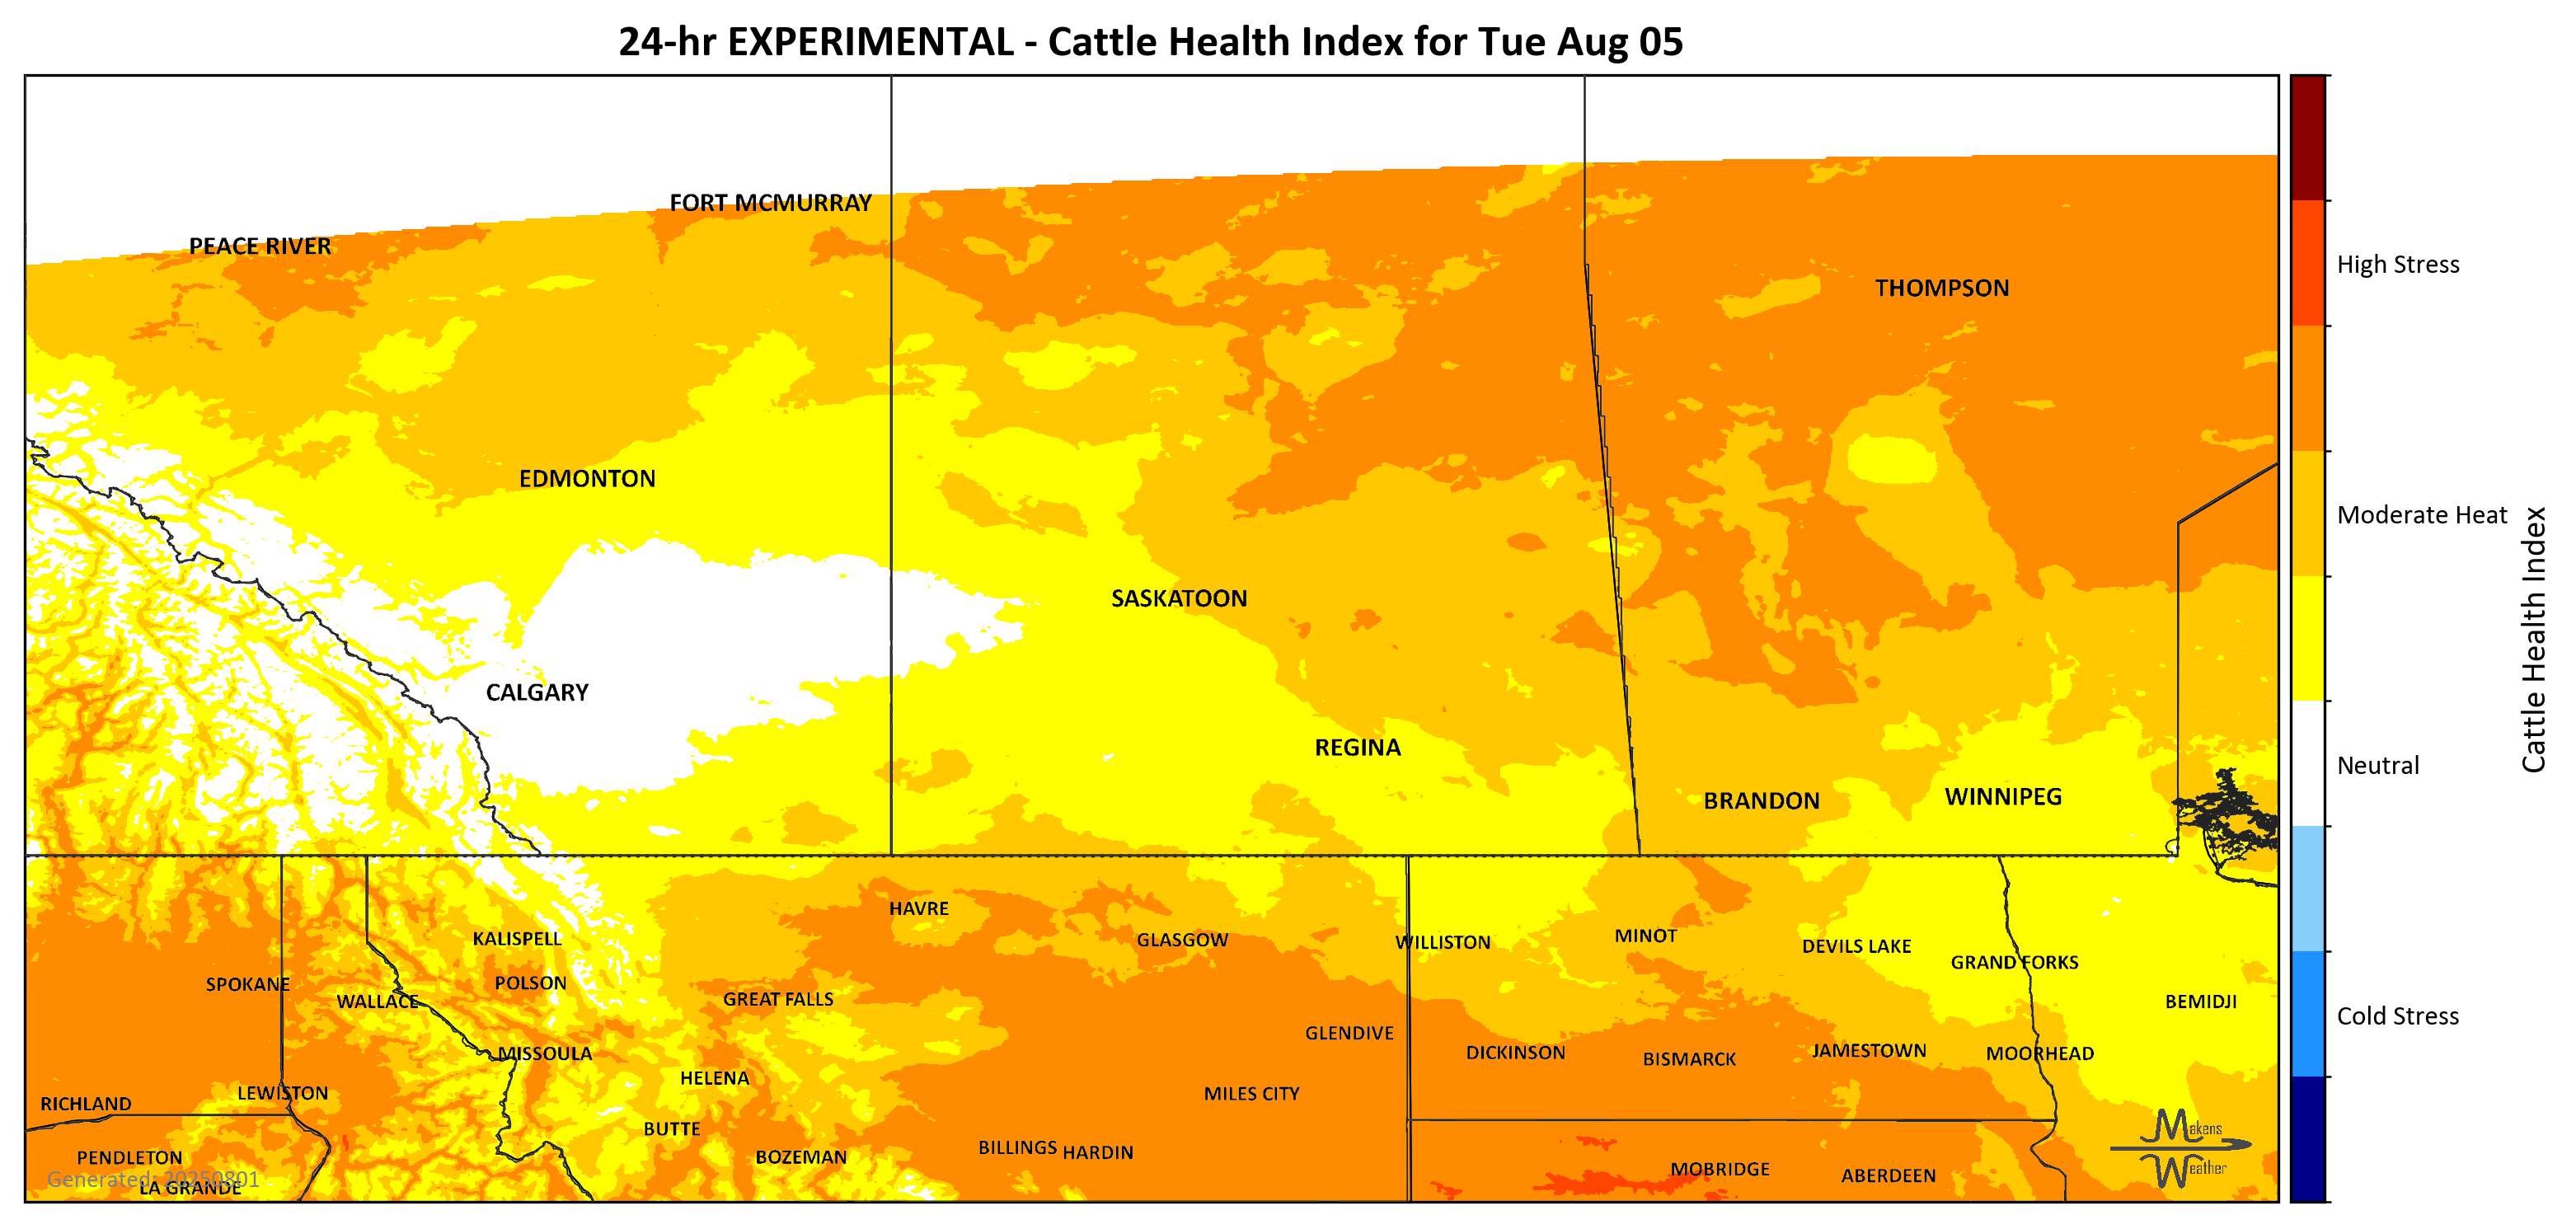 24-hr EXPERIMENTAL - Cattle Health Index for Tue Aug 05
FORT MCMURRAY
PEACE RIVER
High Stress
THOMPSON
EDMONTON
Moderate Heat
SASKATOON
Cattle Health Index
CALGARY
REGINA
Neutral
BRANDON
WINNIPEG
HAVRE
KALISPELL
GLASGOW
WILLISTON
MINOT
DEVILS LAKE
GRAND FORKS
SPOKANE
POLSON
WALLACE
GREAT FALLS
BEMIDJI
Cold Stress
GLENDIVE
MISSOULA
DICKINSON
BISMARCK
JAMESTOWN
MOORHEAD
HELENA
LEWISTON
MILES CITY
RICHLAND
BUTTE
Makens
Weather
PENDLETON
BOZEMAN
BILLINGS
HARDIN
MOBRIDGE
ABERDEEN
Generated: 20250801
LA GRANDE